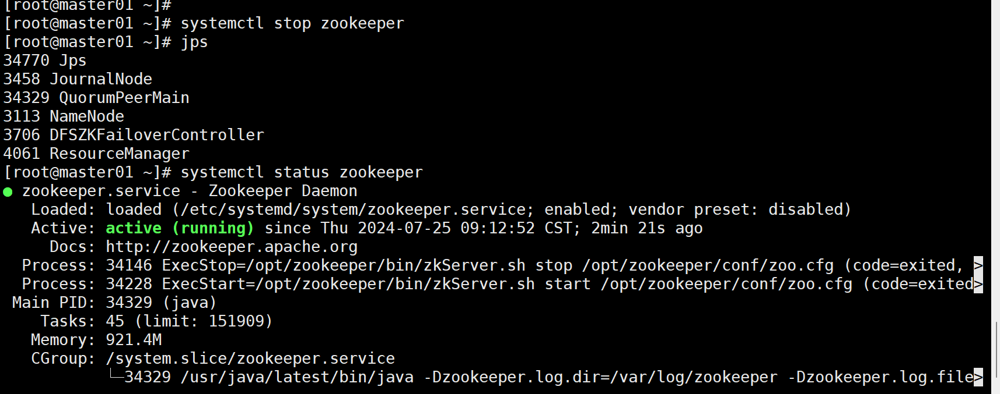 [root@master01 ~]#
[root@master01 ~]# systemctl stop zookeeper
[root@master01 ~]# jps
34770 Jps
3458 JournalNode
34329 QuorumPeerMain
3113 NameNode
3706 DFSZKFailoverController
4061 ResourceManager
[root@master01 ~]# systemctl status zookeeper
● zookeeper.service - Zookeeper Daemon
   Loaded: loaded (/etc/systemd/system/zookeeper.service; enabled; vendor preset: disabled)
   Active: active (running) since Thu 2024-07-25 09:12:52 CST; 2min 21s ago
     Docs: http://zookeeper.apache.org
  Process: 34146 ExecStop=/opt/zookeeper/bin/zkServer.sh stop /opt/zookeeper/conf/zoo.cfg (code=exited, >
  Process: 34228 ExecStart=/opt/zookeeper/bin/zkServer.sh start /opt/zookeeper/conf/zoo.cfg (code=exited>
 Main PID: 34329 (java)
    Tasks: 45 (limit: 151909)
   Memory: 921.4M
   CGroup: /system.slice/zookeeper.service
           └─34329 /usr/java/latest/bin/java -Dzookeeper.log.dir=/var/log/zookeeper -Dzookeeper.log.file>